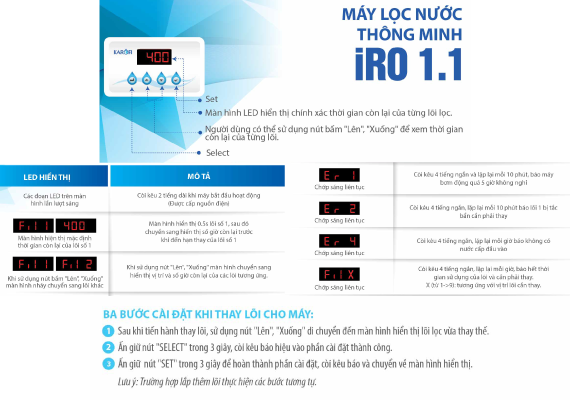 MÁY LỌC NƯỚC
THÔNG MINH
iRO 1.1
KAROFI
400
Set
Màn hình LED hiển thị chính xác thời gian còn lại của từng lõi lọc.
Người dùng có thể sử dụng nút bấm "Lên", "Xuống" để xem thời gian
còn lại của từng lõi.
Select
LED HIỂN THỊ
MÔ TẢ
Các đoạn LED trên màn
hình lần lượt sáng
Còi kêu 2 tiếng dài khi máy bắt đầu hoạt động
(Được cấp nguồn điện)
Fil1 400
Màn hình hiện thị mặc định
thời gian còn lại của lõi số 1
Màn hình hiển thị 0.5s lõi số 1, sau đó
chuyển sang hiển thị số giờ còn lại trước
khi đến hạn thay của lõi số 1
Fil1 Fil2
Khi sử dụng nút "Lên", "Xuống"
màn hình nháy chuyển sang lõi khác
Khi sử dụng nút "Lên", "Xuống" màn hình chuyển sang
hiển thị vị trí và số giờ còn lại của các lõi tương ứng.
Er 1
Chớp sáng liên tục
Còi kêu 4 tiếng ngắn và lặp lại mỗi 10 phút. báo máy
bơm động quá 5 giờ không nghỉ
Er 2
Chớp sáng liên tục
Còi kêu 4 tiếng ngắn, lặp lại mỗi 10 phút báo lõi 1 bị tắc
bẩn cần phải thay
Er 4
Chớp sáng liên tục
Còi kêu 4 tiếng ngắn, lặp lại mỗi giờ báo không có
nước cấp đầu vào
Fil X
Chớp sáng liên tục
Còi kêu 4 tiếng ngắn, lặp lại mỗi giờ, báo hết thời
gian sử dụng của lõi và cần phải thay.
X (từ 1->9): tương ứng với vị trí lõi cần thay.
BA BƯỚC CÀI ĐẶT KHI THAY LÕI CHO MÁY:
1 Sau khi tiến hành thay lõi, sử dụng nút "Lên", "Xuống" di chuyển đến màn hình hiển thị lõi lọc vừa thay thế.
2 Ấn giữ nút "SELECT" trong 3 giây, còi kêu báo hiệu vào phần cài đặt thành công.
3 Ấn giữ nút "SET" trong 3 giây để hoàn thành phần cài đặt, còi kêu báo và chuyển về màn hình hiển thị.
Lưu ý: Trường hợp lắp thêm lõi thực hiện các bước tương tự.